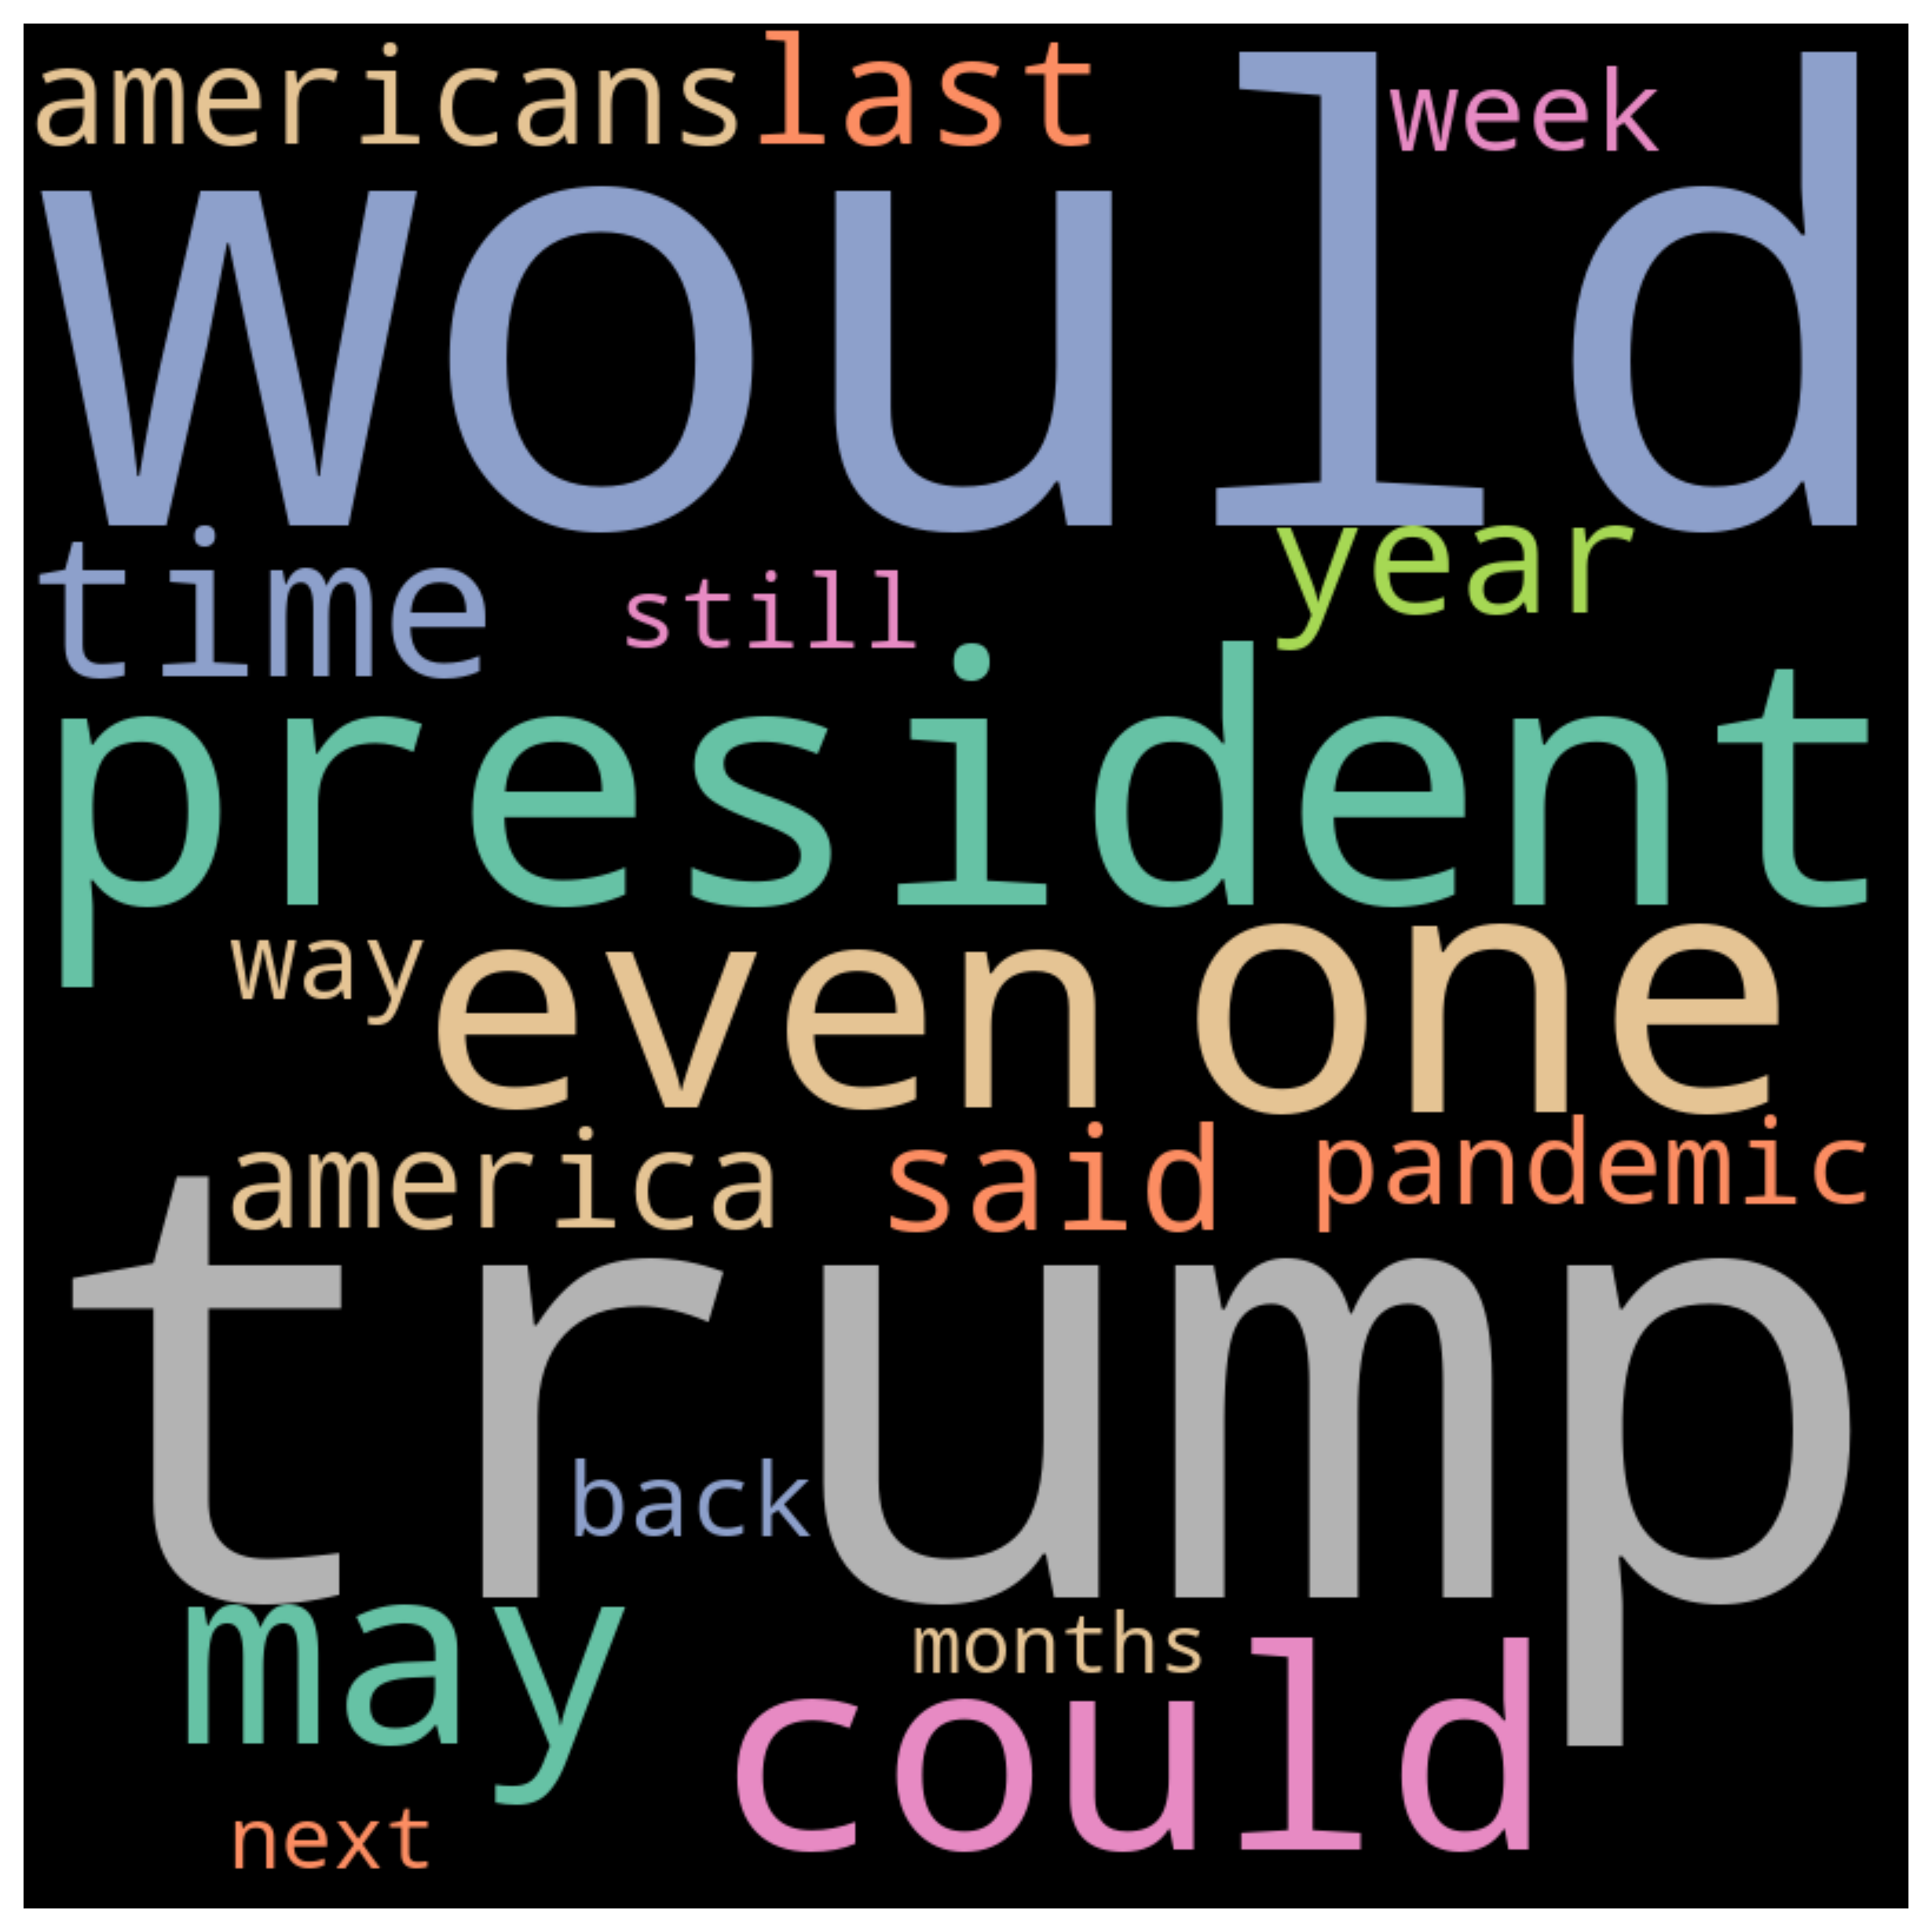 americans last week
would
time still year
president
way even one
america said pandemic
trump
back
may months
could
next